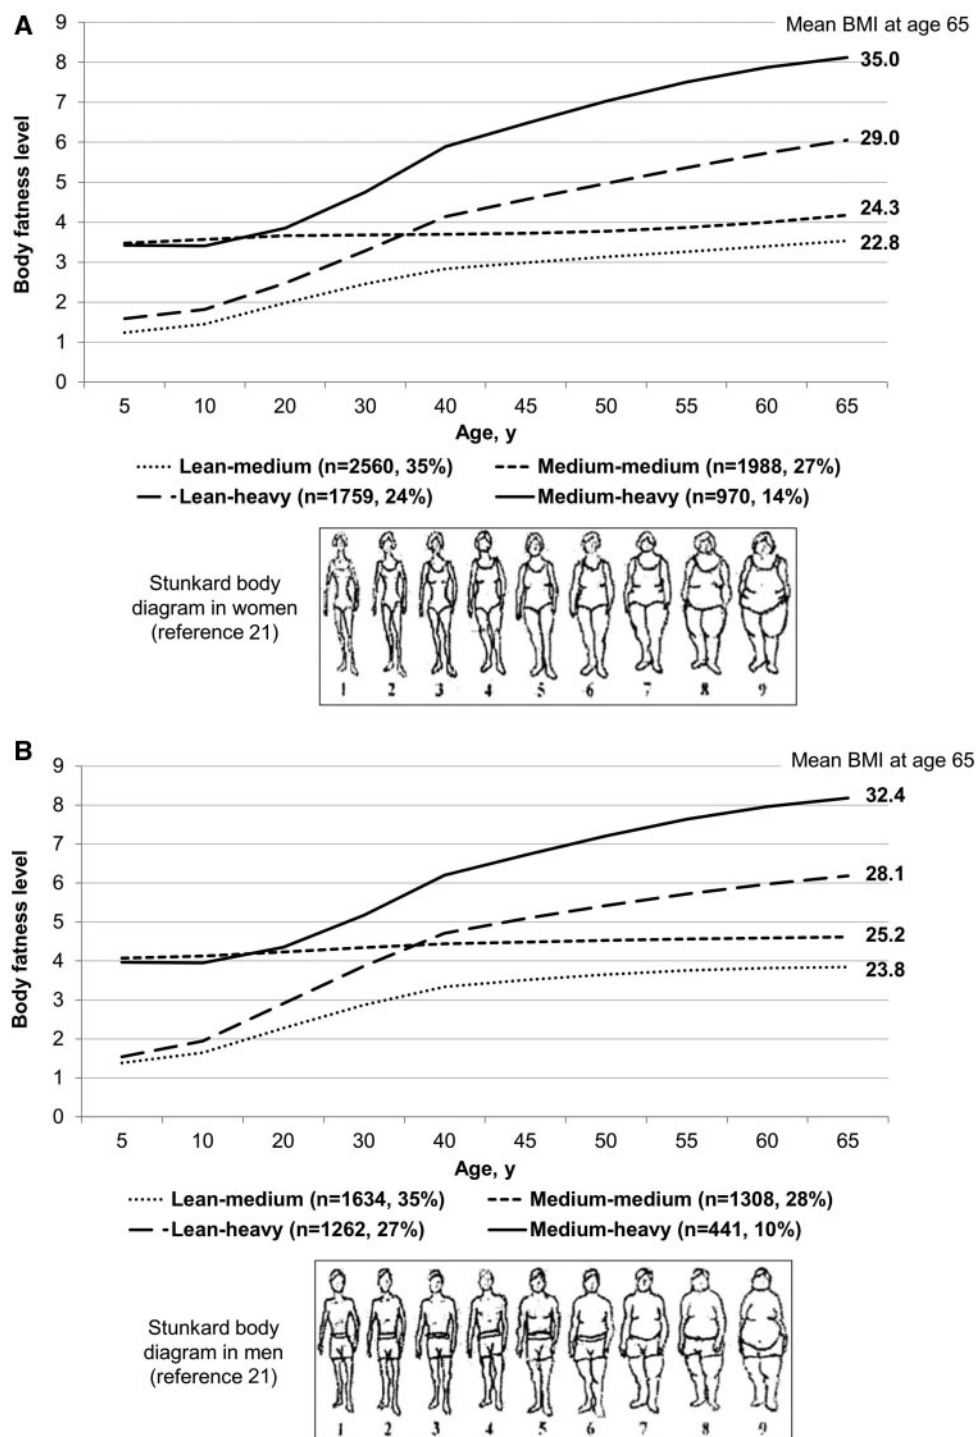 A
Mean BMI at age 65
9
8
7
6
5
4
3
2
1
0
Body fatness level
35.0
29.0
24.3
22.8
5 10 20 30 40 45 50 55 60 65
Age, y
Lean-medium (n=2560, 35%) Medium-medium (n=1988, 27%)
Lean-heavy (n=1759, 24%) Medium-heavy (n=970, 14%)
Stunkard body
diagram in women
(reference 21)
1 2 3 4 5 6 7 8 9
B
Mean BMI at age 65
9
8
7
6
5
4
3
2
1
0
Body fatness level
32.4
28.1
25.2
23.8
5 10 20 30 40 45 50 55 60 65
Age, y
Lean-medium (n=1634, 35%) Medium-medium (n=1308, 28%)
Lean-heavy (n=1262, 27%) Medium-heavy (n=441, 10%)
Stunkard body
diagram in men
(reference 21)
1 2 3 4 5 6 7 8 9